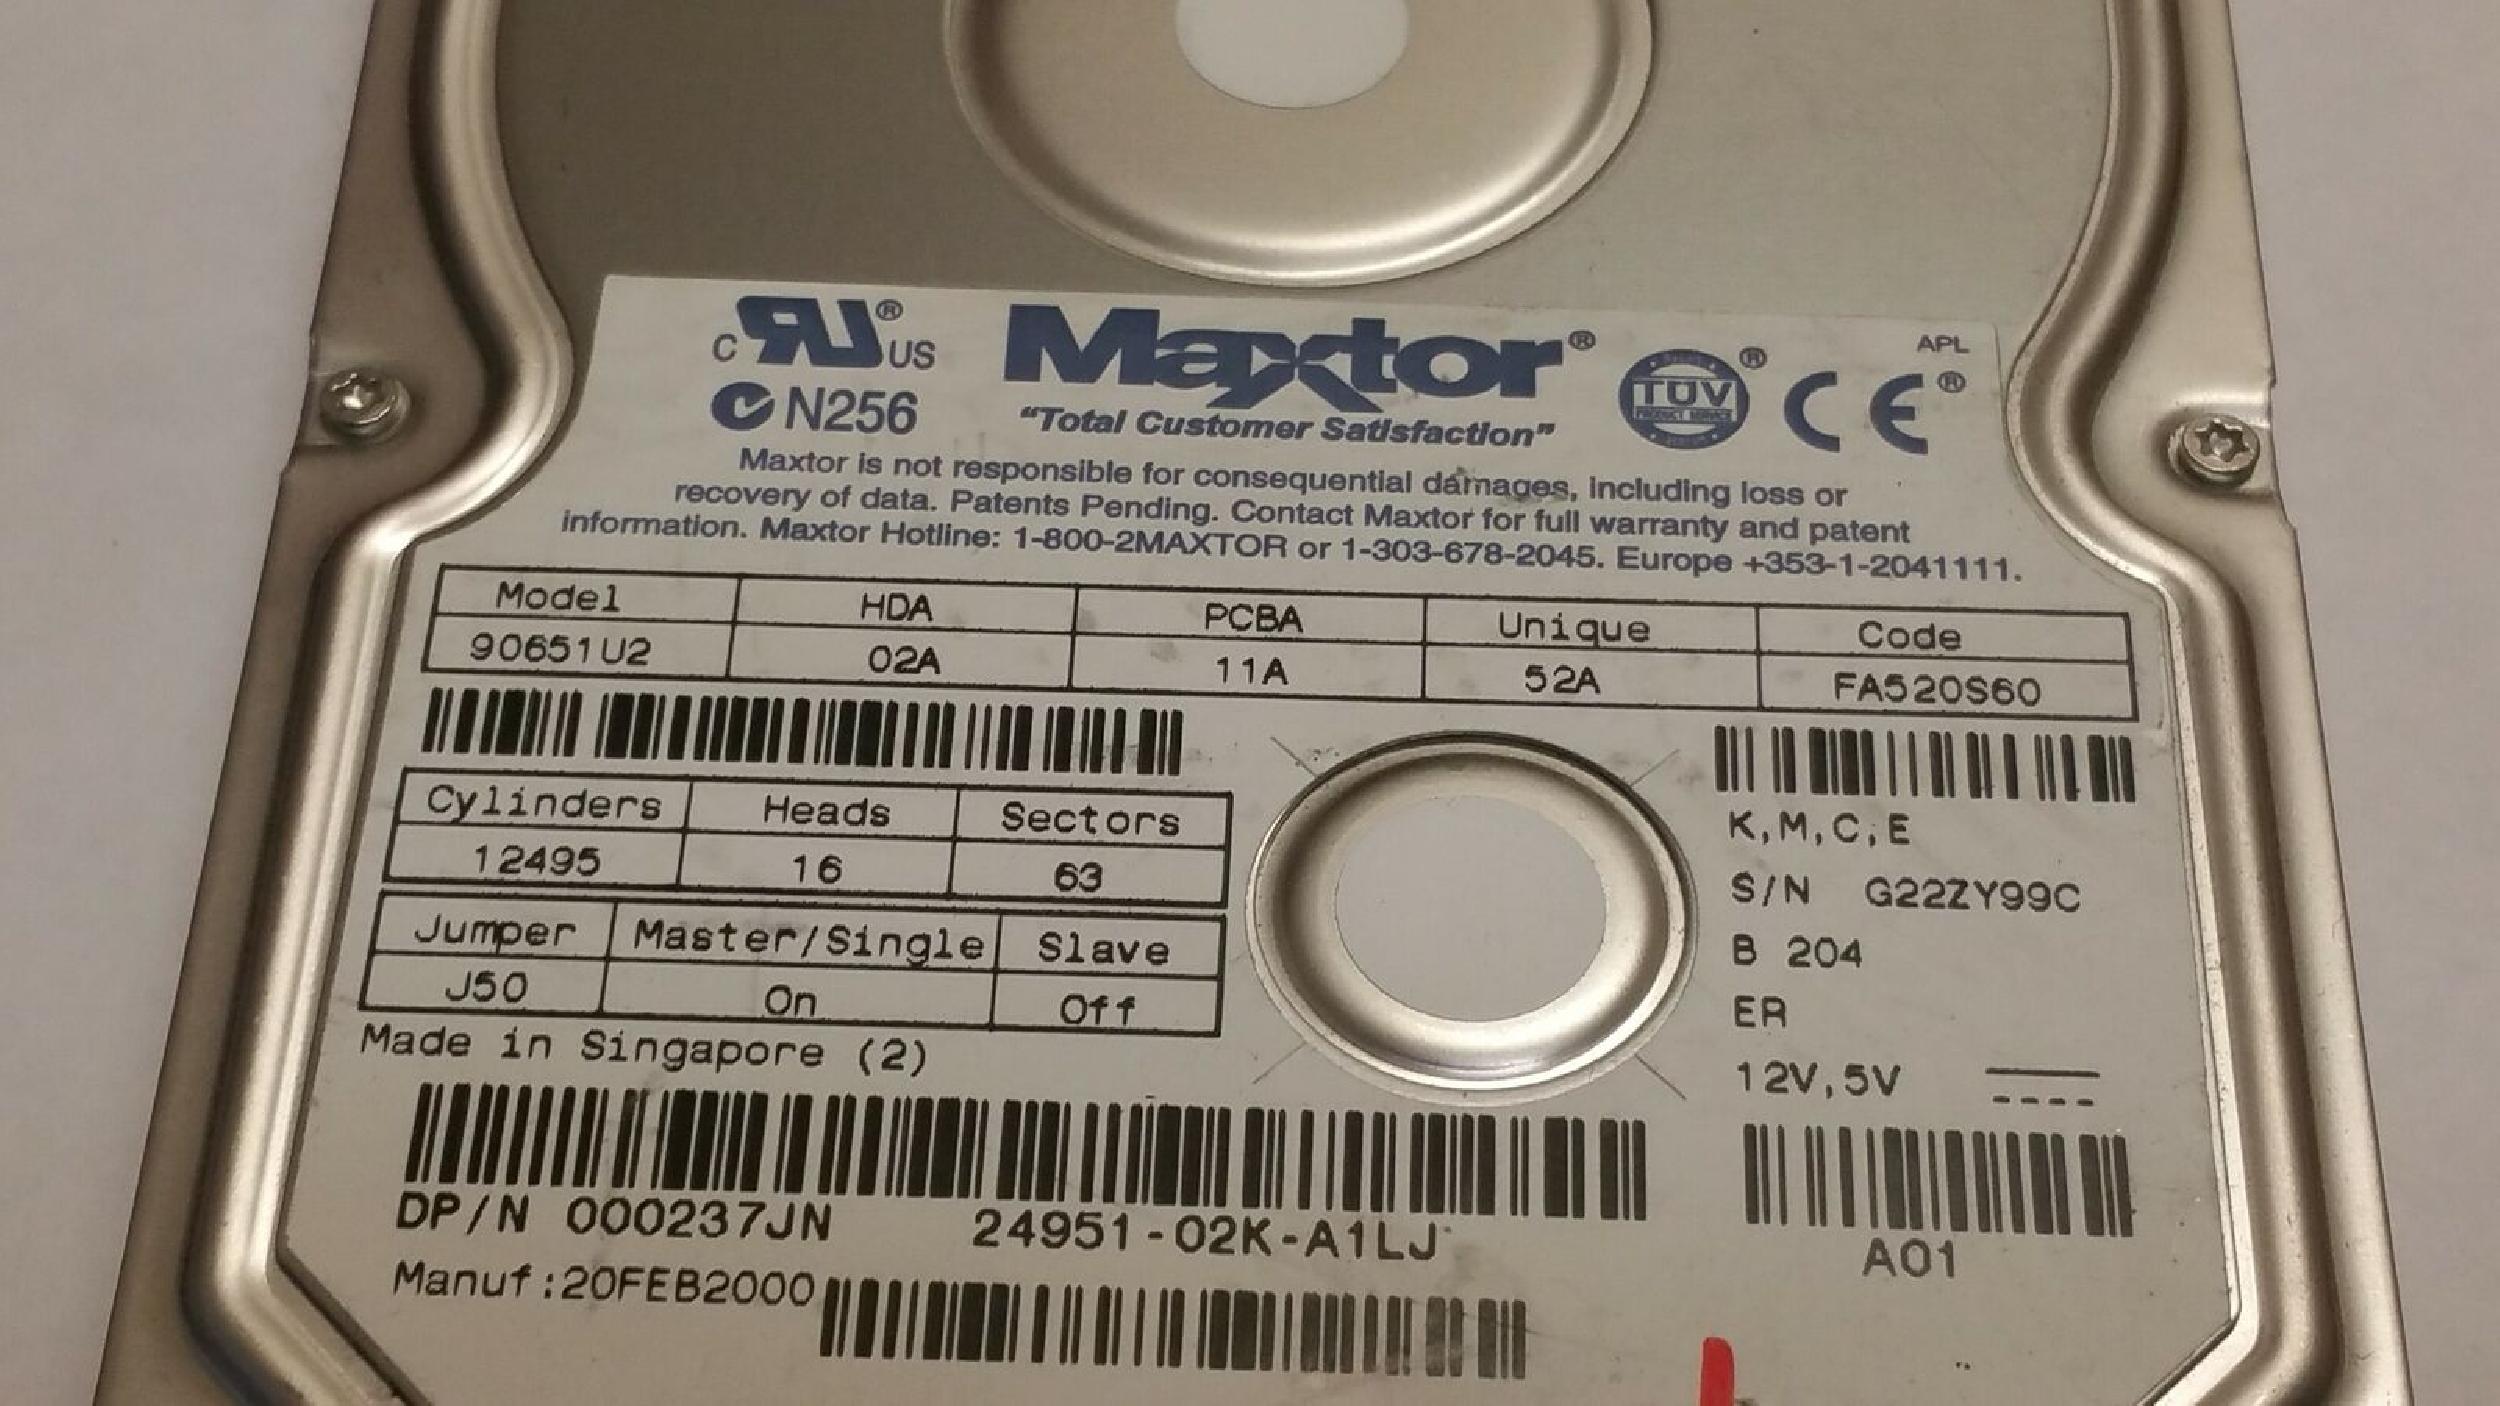 C US ®
N256
Maxtor®
"Total Customer Satisfaction"
TÜV ®
PRODUCT SERVICE
APL
CE ®
Maxtor is not responsible for consequential damages, including loss or
recovery of data. Patents Pending. Contact Maxtor for full warranty and patent
information. Maxtor Hotline: 1-800-2MAXTOR or 1-303-678-2045. Europe +353-1-2041111.
Model HDA PCBA Unique Code
90651U2 02A 11A 52A FA520S60
Cylinders Heads Sectors
12495 16 63
Jumper Master/Single Slave
J50 On Off
Made in Singapore (2)
K,M,C,E
S/N G22ZY99C
B 204
ER
12V,5V
DP/N 000237JN 24951-02K-A1LJ
A01
Manuf:20FEB2000